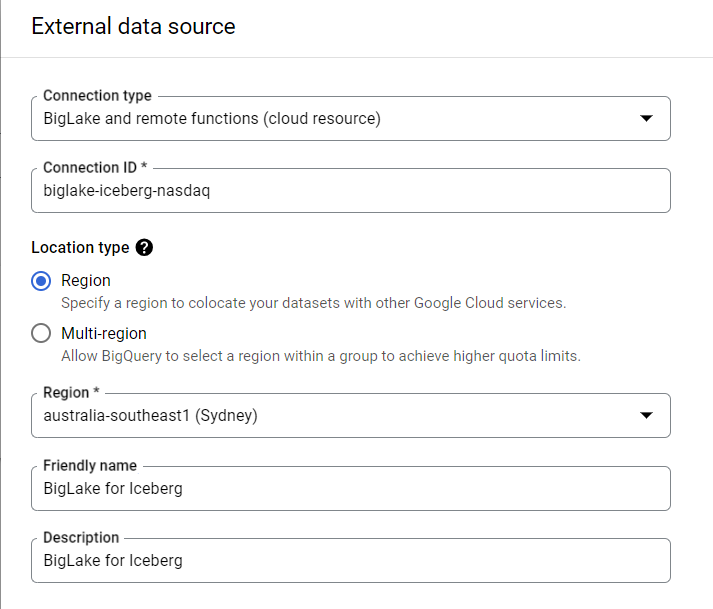 External data source
Connection type
BigLake and remote functions (cloud resource)
Connection ID *
biglake-iceberg-nasdaq
Location type ?
Region
Specify a region to colocate your datasets with other Google Cloud services.
Multi-region
Allow BigQuery to select a region within a group to achieve higher quota limits.
Region *
australia-southeast1 (Sydney)
Friendly name
BigLake for Iceberg
Description
BigLake for Iceberg